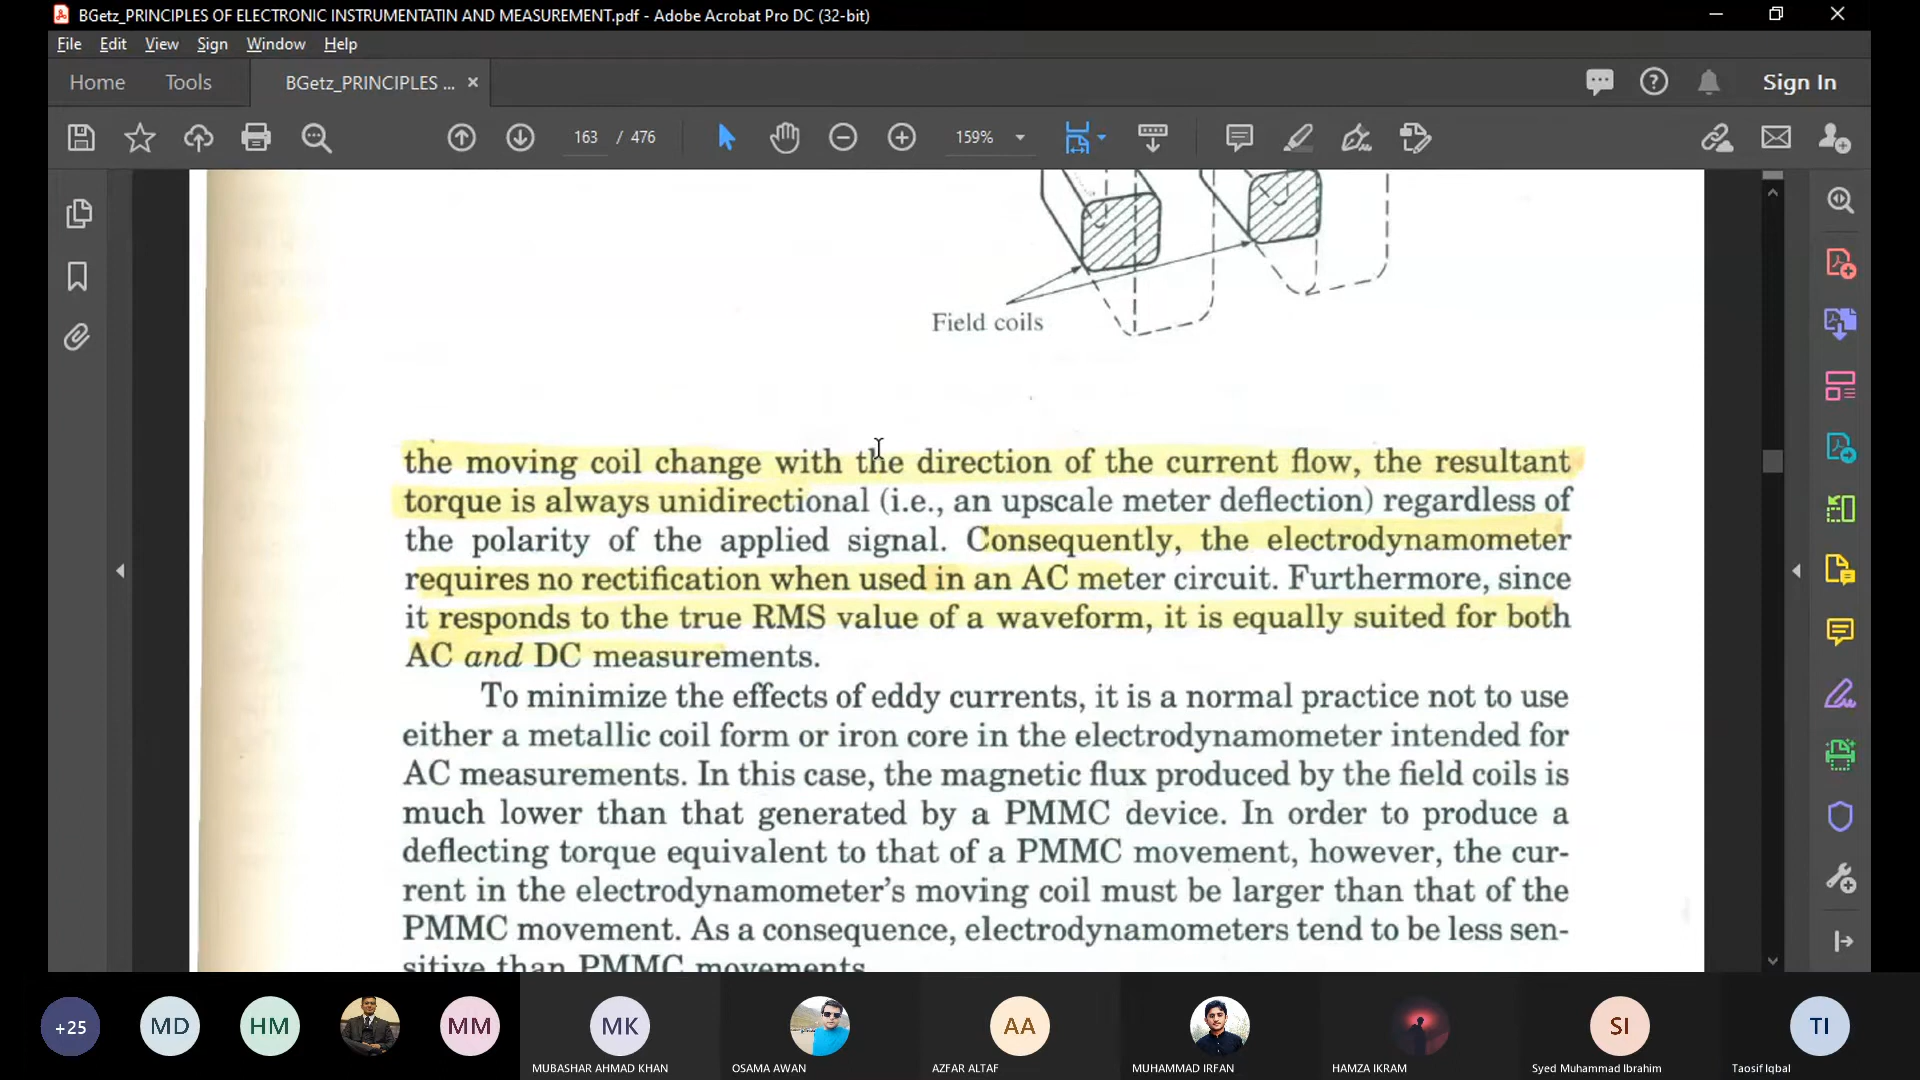 BGetz_PRINCIPLES OF ELECTRONIC INSTRUMENTATIN AND MEASUREMENT.pdf - Adobe Acrobat Pro DC (32-bit)
File Edit View Sign Window Help
Home Tools BGetz_PRINCIPLES ... × Sign In
163 / 476 159%
Field coils
the moving coil change with the direction of the current flow, the resultant
torque is always unidirectional (i.e., an upscale meter deflection) regardless of
the polarity of the applied signal. Consequently, the electrodynamometer
requires no rectification when used in an AC meter circuit. Furthermore, since
it responds to the true RMS value of a waveform, it is equally suited for both
AC and DC measurements.
To minimize the effects of eddy currents, it is a normal practice not to use
either a metallic coil form or iron core in the electrodynamometer intended for
AC measurements. In this case, the magnetic flux produced by the field coils is
much lower than that generated by a PMMC device. In order to produce a
deflecting torque equivalent to that of a PMMC movement, however, the cur-
rent in the electrodynamometer's moving coil must be larger than that of the
PMMC movement. As a consequence, electrodynamometers tend to be less sen-
sitive than PMMC movements.
+25 MD HM MM MK AA SI TI
MUBASHAR AHMAD KHAN OSAMA AWAN AZFAR ALTAF MUHAMMAD IRFAN HAMZA IKRAM Syed Muhammad Ibrahim Taosif Iqbal